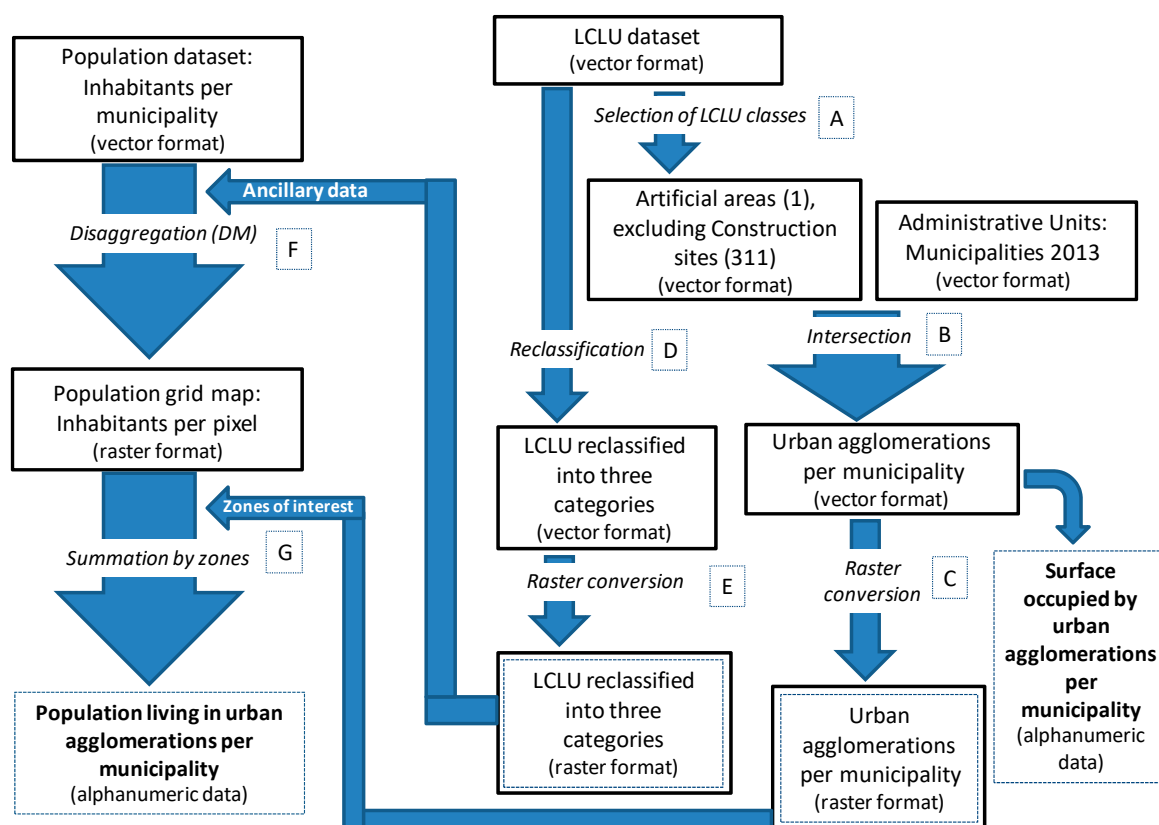 Population dataset:
Inhabitants per
municipality
(vector format)
LCLU dataset
(vector format)
Selection of LCLU classes
A
Ancillary data
Artificial areas (1),
excluding Construction
sites (311)
(vector format)
Administrative Units:
Municipalities 2013
(vector format)
Disaggregation (DM)
F
Reclassification
D
Intersection
B
Population grid map:
Inhabitants per pixel
(raster format)
LCLU reclassified
into three
categories
(vector format)
Urban agglomerations
per municipality
(vector format)
Zones of interest
Summation by zones
G
Raster conversion
E
Raster
conversion
C
Surface
occupied by
urban
agglomerations
per
municipality
(alphanumeric
data)
Population living in urban
agglomerations per
municipality
(alphanumeric data)
LCLU reclassified
into three
categories
(raster format)
Urban
agglomerations
per municipality
(raster format)